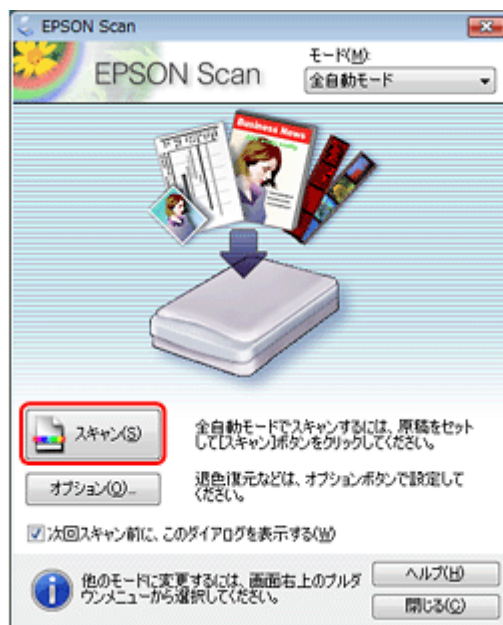 EPSON Scan
EPSON Scan
モード(M):
全自動モード
Business News
スキャン(S)
全自動モードでスキャンするには、原稿をセット
して[スキャン]ボタンをクリックしてください。
オプション(O)...
退色復元などは、オプションボタンで設定して
ください。
次回スキャン前に、このダイアログを表示する(W)
他のモードに変更するには、画面右上のプルダ
ウンメニューから選択してください。
ヘルプ(H)
閉じる(C)